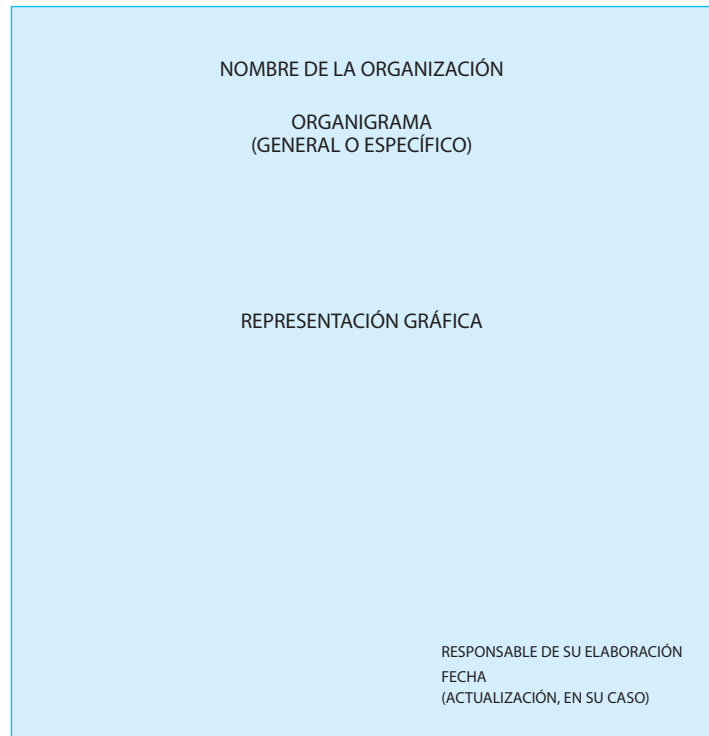 NOMBRE DE LA ORGANIZACIÓN
ORGANIGRAMA
(GENERAL O ESPECÍFICO)
REPRESENTACIÓN GRÁFICA
RESPONSABLE DE SU ELABORACIÓN
FECHA
(ACTUALIZACIÓN, EN SU CASO)